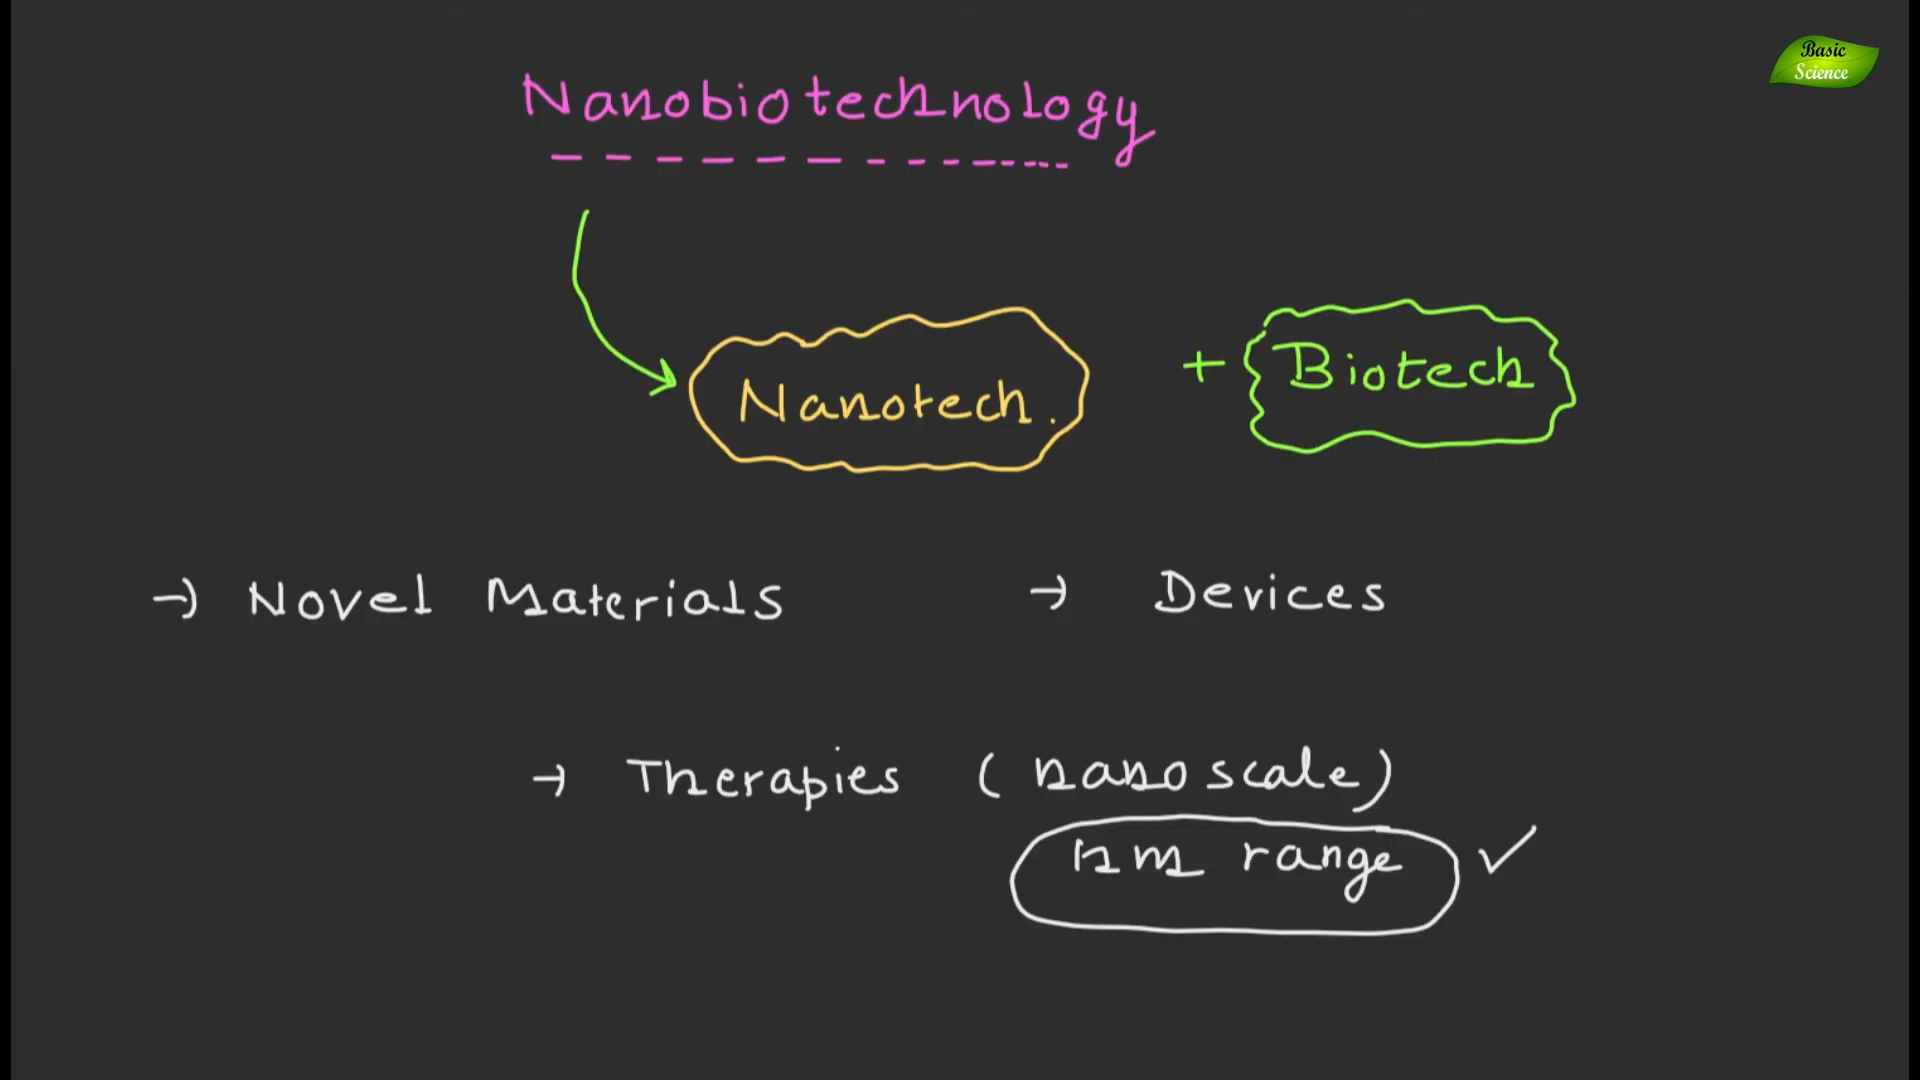 Basic
Science
Nanobiotechnology
Nanotech.
+ Biotech
→ Novel Materials → Devices
→ Therapies (nanoscale)
nm range ✓